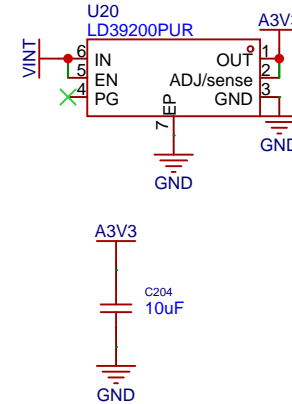 U20
LD39200PUR
A3V3
VINT
6 IN OUT 1
5 EN ADJ/sense 2
4 PG GND 3
7 EP
GND
GND
A3V3
C204
10uF
GND